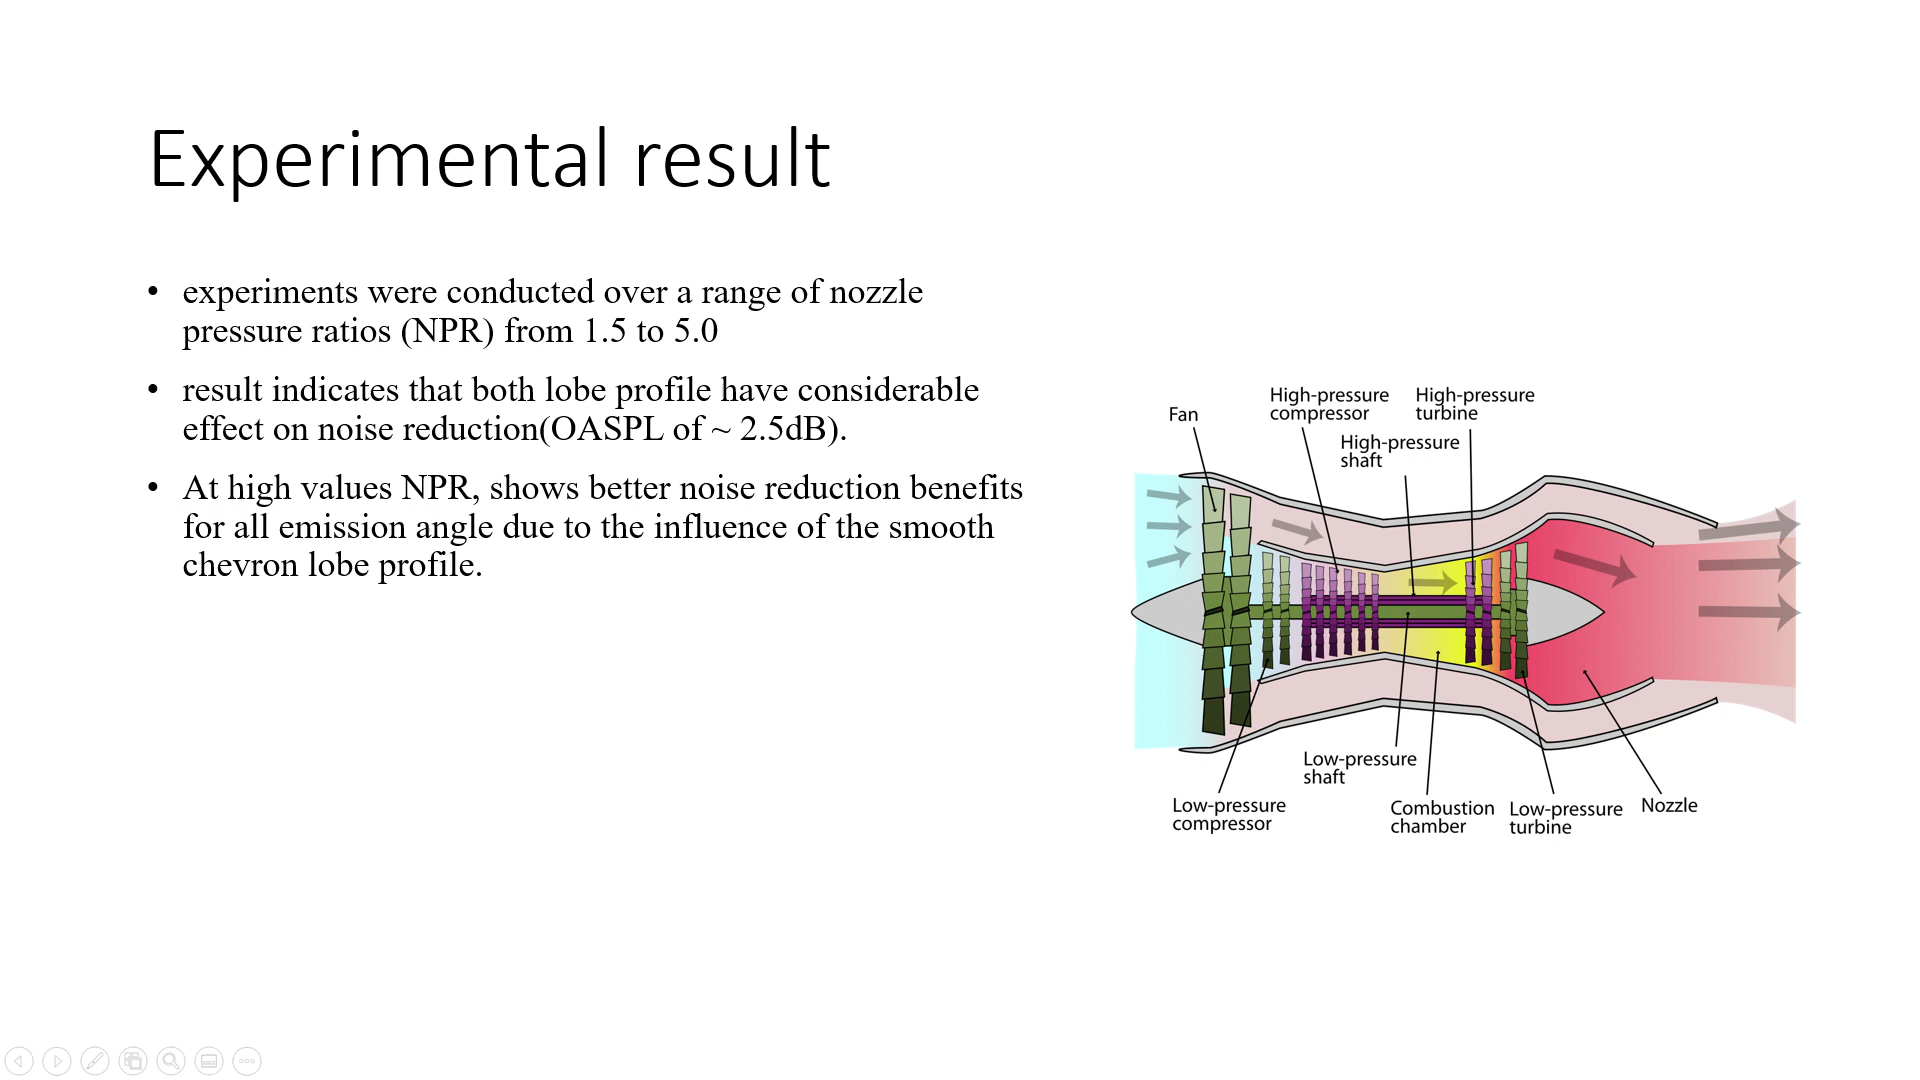 Experimental result
• experiments were conducted over a range of nozzle
pressure ratios (NPR) from 1.5 to 5.0
• result indicates that both lobe profile have considerable
effect on noise reduction(OASPL of ~ 2.5dB).
• At high values NPR, shows better noise reduction benefits
for all emission angle due to the influence of the smooth
chevron lobe profile.
Fan
High-pressure
compressor
High-pressure
turbine
High-pressure
shaft
Low-pressure
shaft
Low-pressure
compressor
Combustion
chamber
Low-pressure
turbine
Nozzle